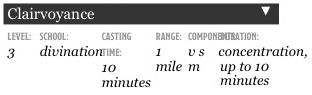 Clairvoyance ▼
LEVEL: SCHOOL: CASTING TIME: RANGE: COMPONENTS: DURATION:
3 divination 10 minutes 1 mile v s m concentration, up to 10 minutes